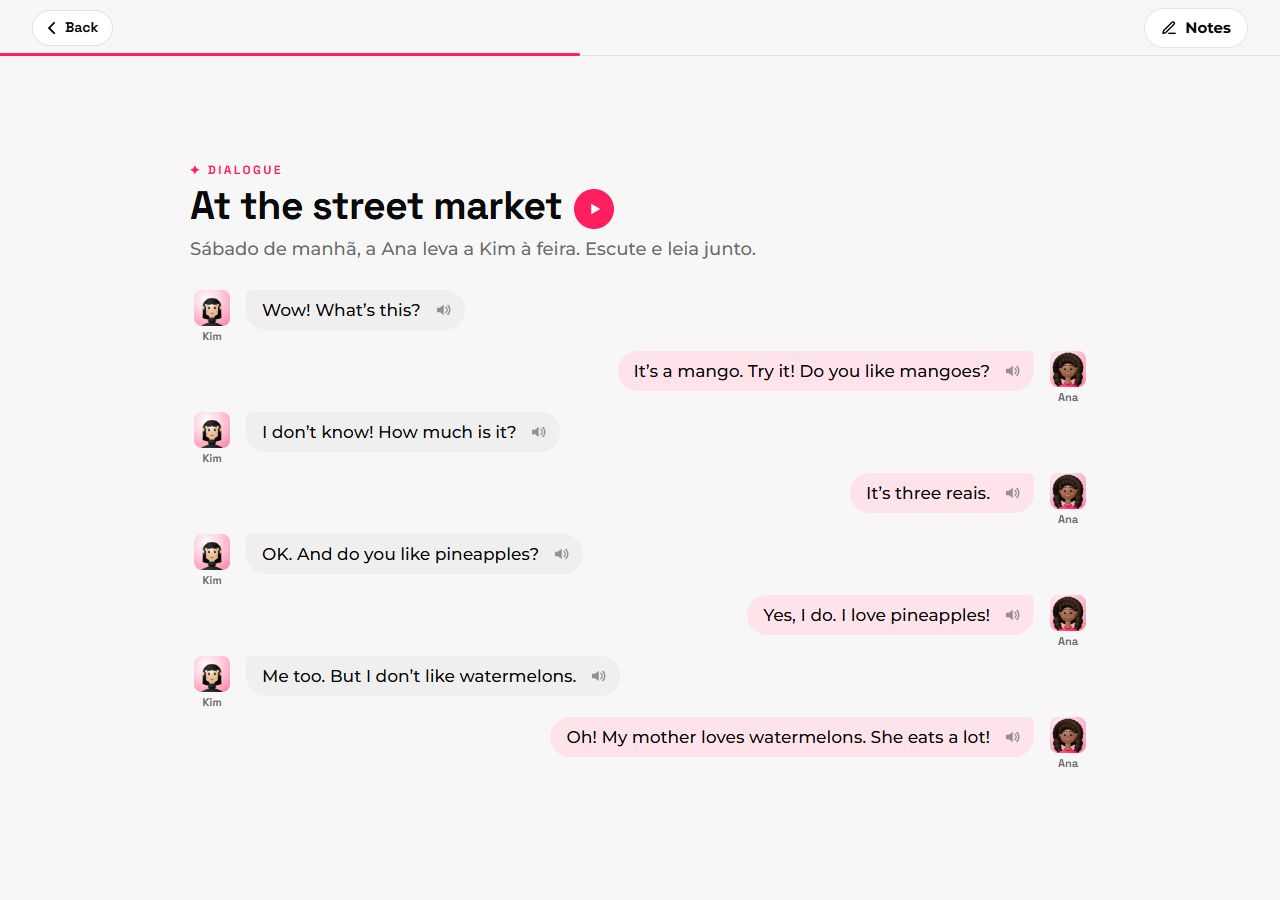 Back
Notes
DIALOGUE
At the street market
Sábado de manhã, a Ana leva a Kim à feira. Escute e leia junto.
Wow! What’s this?
Kim
It’s a mango. Try it! Do you like mangoes?
Ana
I don’t know! How much is it?
Kim
It’s three reais.
Ana
OK. And do you like pineapples?
Kim
Yes, I do. I love pineapples!
Ana
Me too. But I don’t like watermelons.
Kim
Oh! My mother loves watermelons. She eats a lot!
Ana